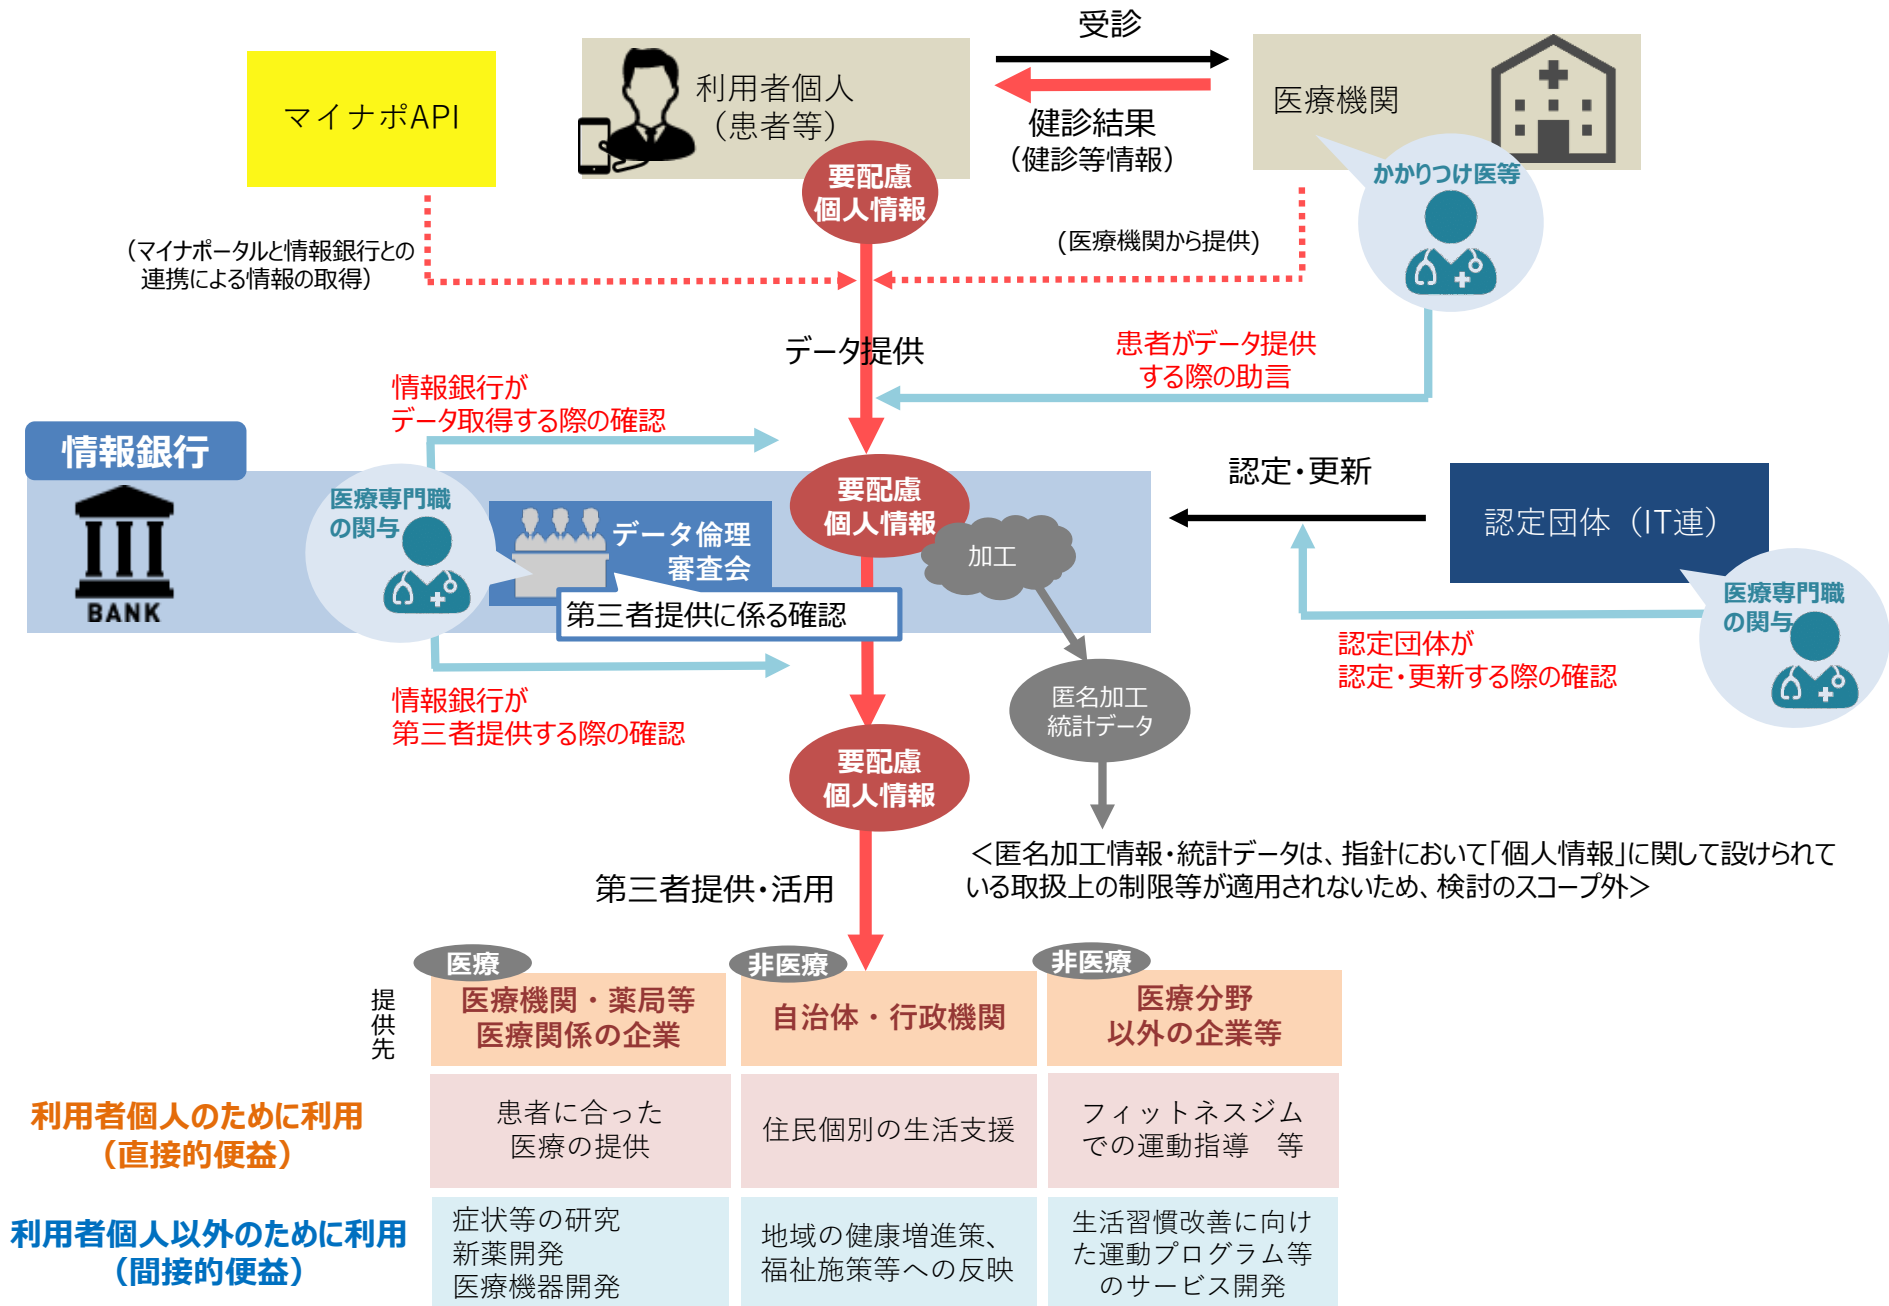 受診
マイナポAPI
利用者個人
（患者等）
医療機関
健診結果
（健診等情報）
要配慮
個人情報
かかりつけ医等
（マイナポータルと情報銀行との
連携による情報の取得）
(医療機関から提供)
データ提供
患者がデータ提供
する際の助言
情報銀行が
データ取得する際の確認
情報銀行
認定・更新
要配慮
個人情報
医療専門職
の関与
データ倫理
審査会
加工
認定団体（IT連）
BANK
第三者提供に係る確認
医療専門職
の関与
認定団体が
認定・更新する際の確認
情報銀行が
第三者提供する際の確認
匿名加工
統計データ
要配慮
個人情報
＜匿名加工情報・統計データは、指針において「個人情報」に関して設けられて
いる取扱上の制限等が適用されないため、検討のスコープ外＞
第三者提供・活用
医療
非医療
非医療
提供先
医療機関・薬局等
医療関係の企業
自治体・行政機関
医療分野
以外の企業等
利用者個人のために利用
（直接的便益）
患者に合った
医療の提供
住民個別の生活支援
フィットネスジム
での運動指導　等
利用者個人以外のために利用
（間接的便益）
症状等の研究
新薬開発
医療機器開発
地域の健康増進策、
福祉施策等への反映
生活習慣改善に向け
た運動プログラム等
のサービス開発